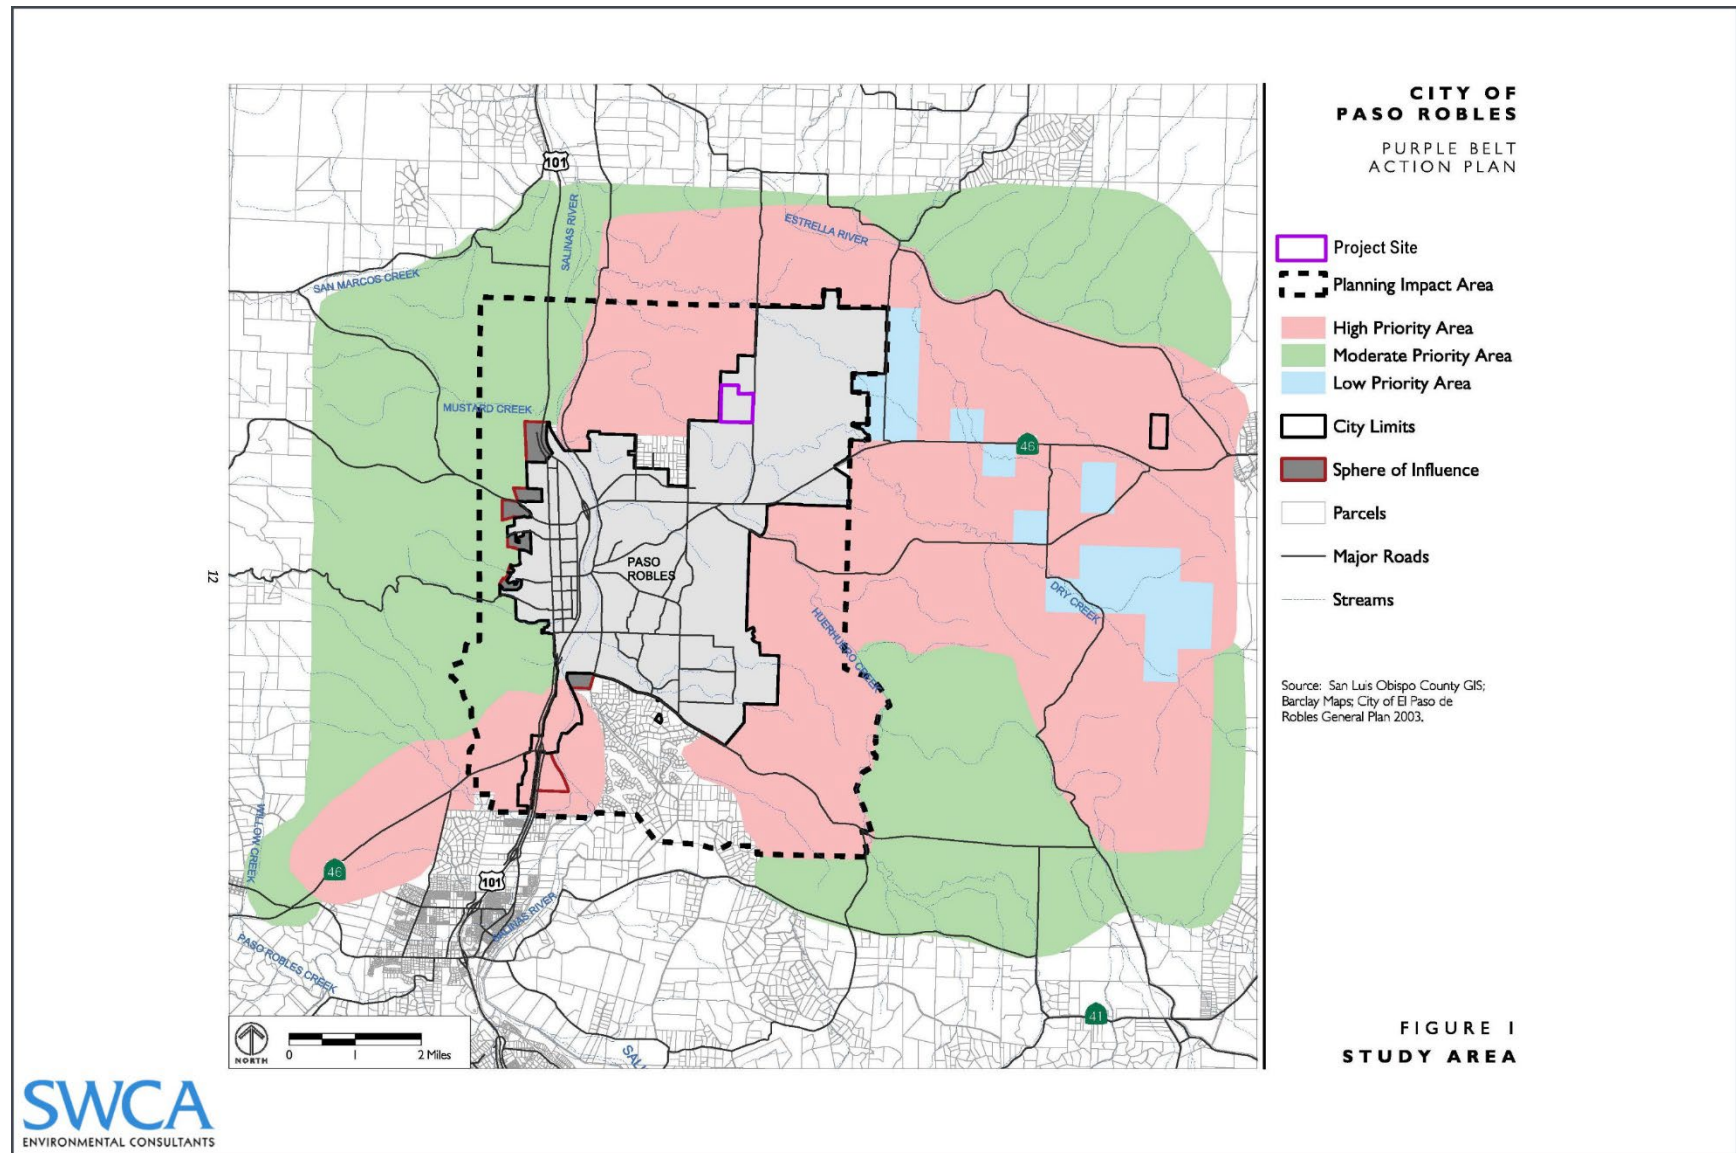 CITY OF
PASO ROBLES
PURPLE BELT
ACTION PLAN
101
SALINAS RIVER
ESTRELLA RIVER
SAN MARCOS CREEK
MUSTARD CREEK
46
12
PASO
ROBLES
HUERHUERO CREEK
DRY CREEK
WILLOW CREEK
46
101
SALINAS RIVER
PASO ROBLES CREEK
41
NORTH
0 1 2 Miles
Project Site
Planning Impact Area
High Priority Area
Moderate Priority Area
Low Priority Area
City Limits
Sphere of Influence
Parcels
Major Roads
Streams
Source: San Luis Obispo County GIS;
Barclay Maps; City of El Paso de
Robles General Plan 2003.
FIGURE 1
STUDY AREA
SWCA
ENVIRONMENTAL CONSULTANTS